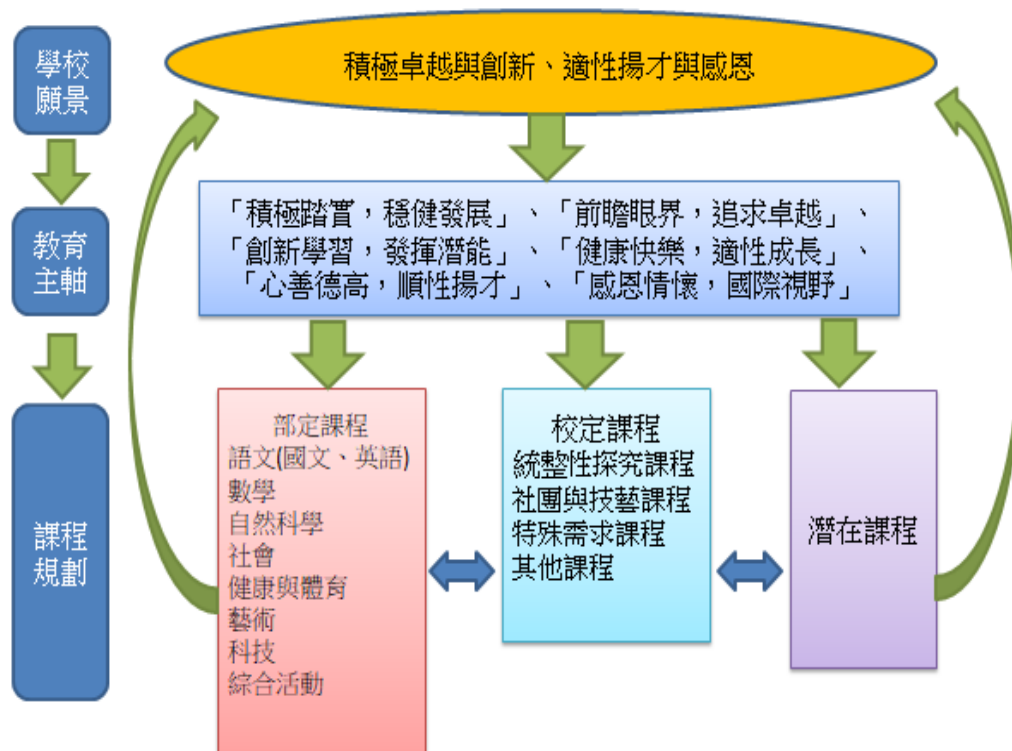 學校
願景
積極卓越與創新、適性揚才與感恩
教育
主軸
「積極踏實，穩健發展」、「前瞻眼界，追求卓越」、
「創新學習，發揮潛能」、「健康快樂，適性成長」、
「心善德高，順性揚才」、「感恩情懷，國際視野」
課程
規劃
部定課程
語文(國文、英語)
數學
自然科學
社會
健康與體育
藝術
科技
綜合活動
校定課程
統整性探究課程
社團與技藝課程
特殊需求課程
其他課程
潛在課程